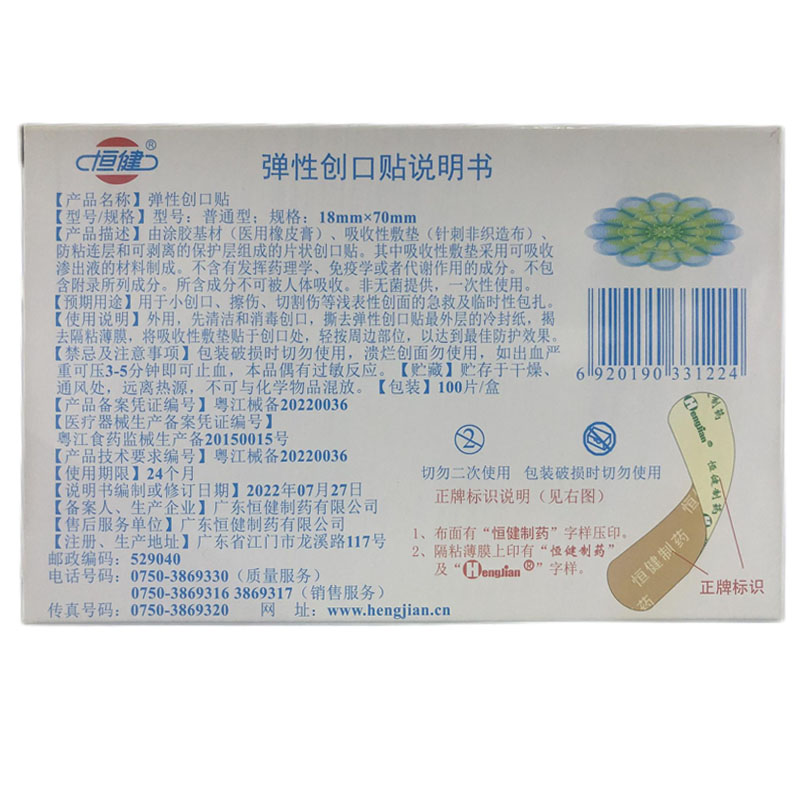 恒健®
弹性创口贴说明书
【产品名称】弹性创口贴
【型号/规格】型号：普通型；规格：18mm×70mm
【产品描述】由涂胶基材（医用橡皮膏）、吸收性敷垫（针刺非织造布）、
防粘连层和可剥离的保护层组成的片状创口贴。其中吸收性敷垫采用可吸收
渗出液的材料制成。不含有发挥药理学、免疫学或者代谢作用的成分。不包
含附录所列成分。所含成分不可被人体吸收。非无菌提供，一次性使用。
【预期用途】用于小创口、擦伤、切割伤等浅表性创面的急救及临时性包扎。
【使用说明】外用，先清洁和消毒创口，撕去弹性创口贴最外层的冷封纸，揭
去隔粘薄膜，将吸收性敷垫贴于创口处，轻按周边部位，以达到最佳防护效果。
【禁忌及注意事项】包装破损时切勿使用，溃烂创面勿使用，如出血严
重可压3-5分钟即可止血，本品偶有过敏反应。【贮藏】贮存于干燥、
通风处，远离热源，不可与化学物品混放。【包装】100片/盒
【产品备案凭证编号】粤江械备20220036
【医疗器械生产备案凭证编号】
粤江食药监械生产备20150015号
【产品技术要求编号】粤江械备20220036
【使用期限】24个月
【说明书编制或修订日期】2022年07月27日
【备案人、生产企业】广东恒健制药有限公司
【售后服务单位】广东恒健制药有限公司
【注册、生产地址】广东省江门市龙溪路117号
邮政编码：529040
电话号码：0750-3869330（质量服务）
0750-3869316 3869317（销售服务）
传真号码：0750-3869320 网 址：www.hengjian.cn
6 920190 331224
2
切勿二次使用 包装破损时切勿使用
正牌标识说明（见右图）
1、布面有“恒健制药”字样压印。
2、隔粘薄膜上印有“恒健制药”
及“HengJian®”字样。
制药
HengJian®
恒健制药
恒健
恒健制药
药
正牌标识